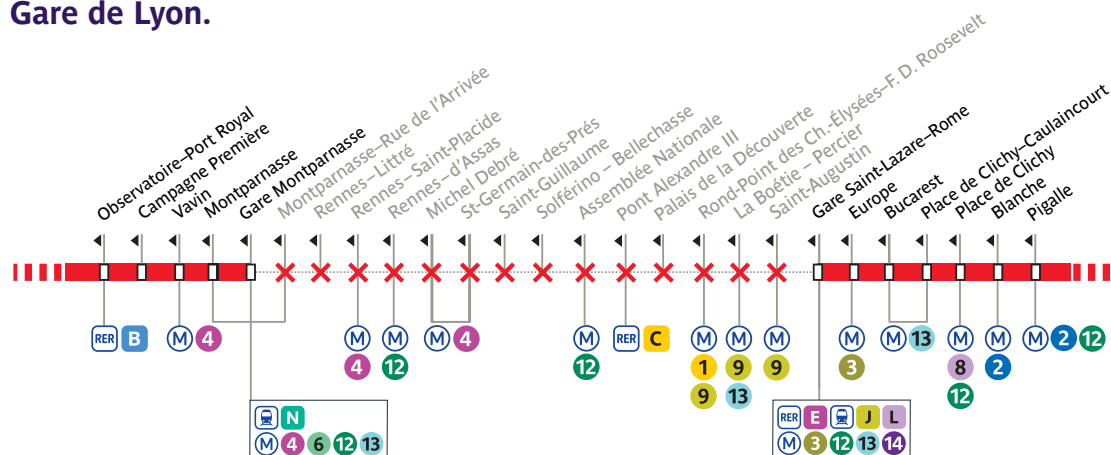 Gare de Lyon.
Observatoire–Port Royal
Campagne Première
Vavin
Montparnasse
Gare Montparnasse
Montparnasse–Rue de l'Arrivée
Rennes–Littré
Rennes–Saint-Placide
Rennes–d'Assas
Michel Debré
St-Germain-des-Prés
Saint-Guillaume
Solférino – Bellechasse
Assemblée Nationale
Pont Alexandre III
Palais de la Découverte
Rond-Point des Ch.-Élysées–F. D. Roosevelt
La Boétie – Percier
Saint-Augustin
Gare Saint-Lazare–Rome
Europe
Bucarest
Place de Clichy–Caulaincourt
Place de Clichy
Blanche
Pigalle
RER B M 4 M M M 4 M RER C M M M M M 13 M M M 2 12
4 12 12 1 9 9 3 8 2
9 13 12
N
M 4 6 12 13
RER E J L
M 3 12 13 14